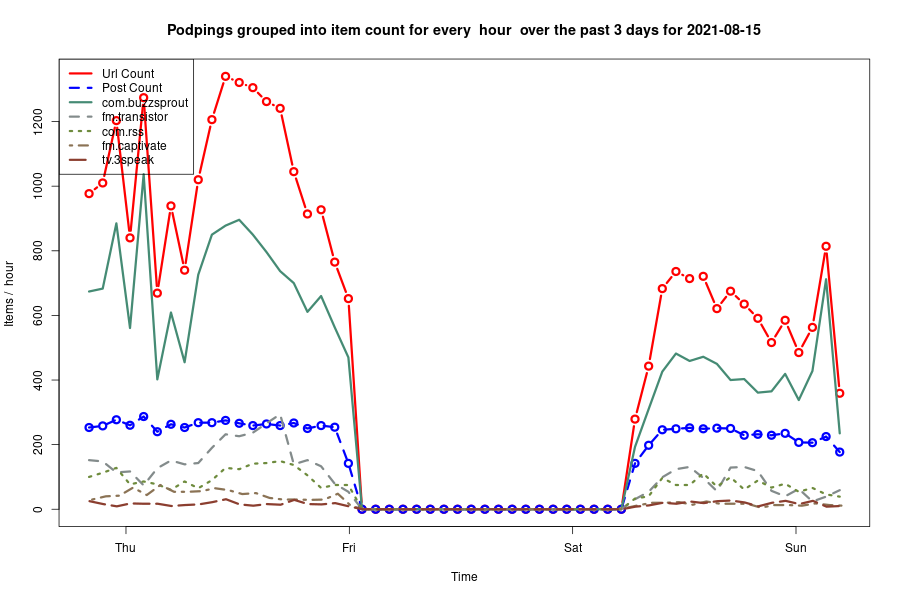 Podpings grouped into item count for every  hour  over the past 3 days for 2021-08-15
Url Count
Post Count
com.buzzsprout
fm.transistor
com.rss
fm.captivate
tv.3speak
Items /  hour
1200
1000
800
600
400
200
0
Thu
Fri
Sat
Sun
Time